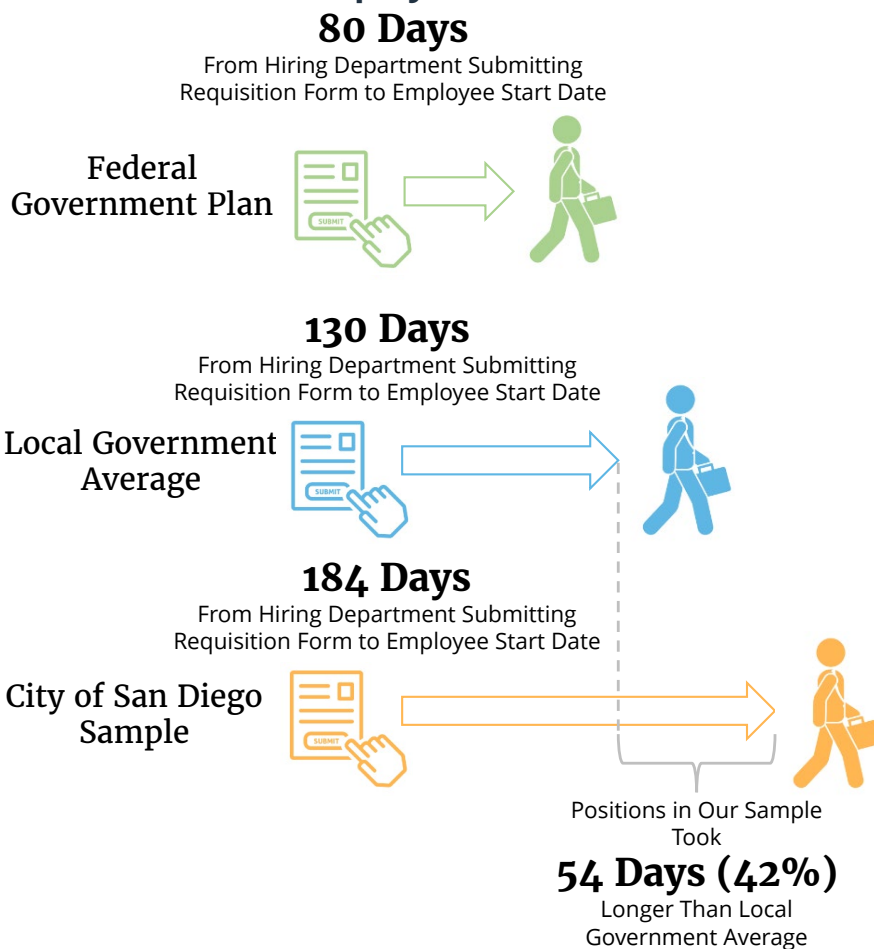 80 Days
From Hiring Department Submitting
Requisition Form to Employee Start Date
Federal
Government Plan
SUBMIT
130 Days
From Hiring Department Submitting
Requisition Form to Employee Start Date
Local Government
Average
SUBMIT
184 Days
From Hiring Department Submitting
Requisition Form to Employee Start Date
City of San Diego
Sample
SUBMIT
Positions in Our Sample
Took
54 Days (42%)
Longer Than Local
Government Average